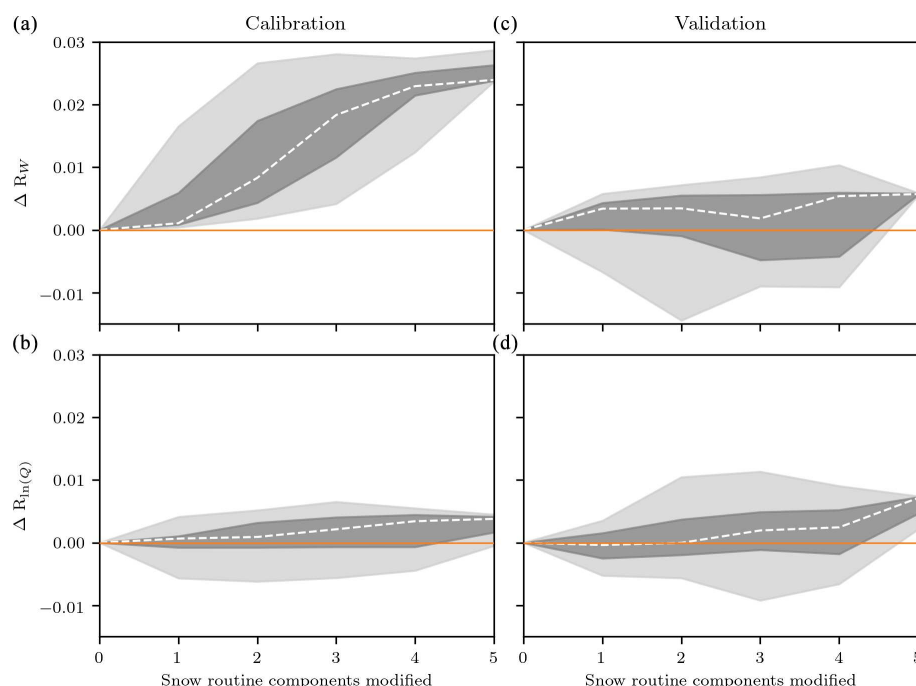 (a) Calibration (c) Validation
0.03
0.02
0.01
0.00
−0.01
Δ R_W
(b) (d)
0.03
0.02
0.01
0.00
−0.01
Δ R_ln(Q)
0 1 2 3 4 5 0 1 2 3 4 5
Snow routine components modified Snow routine components modified